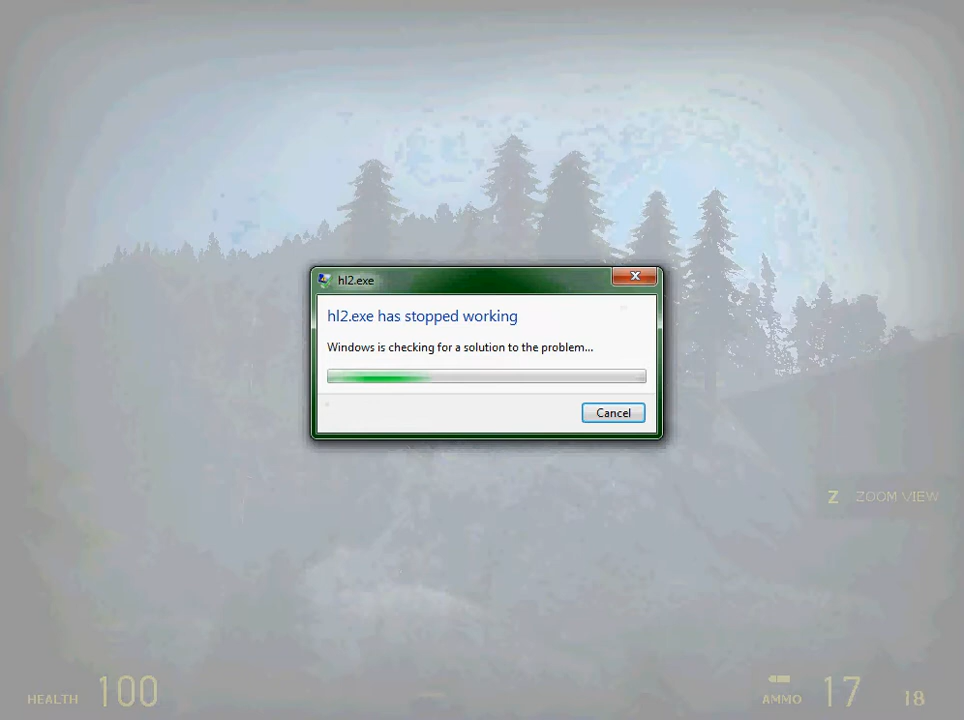 hl2.exe
X
hl2.exe has stopped working
Windows is checking for a solution to the problem...
Cancel
Z ZOOM VIEW
HEALTH 100
AMMO 17 18